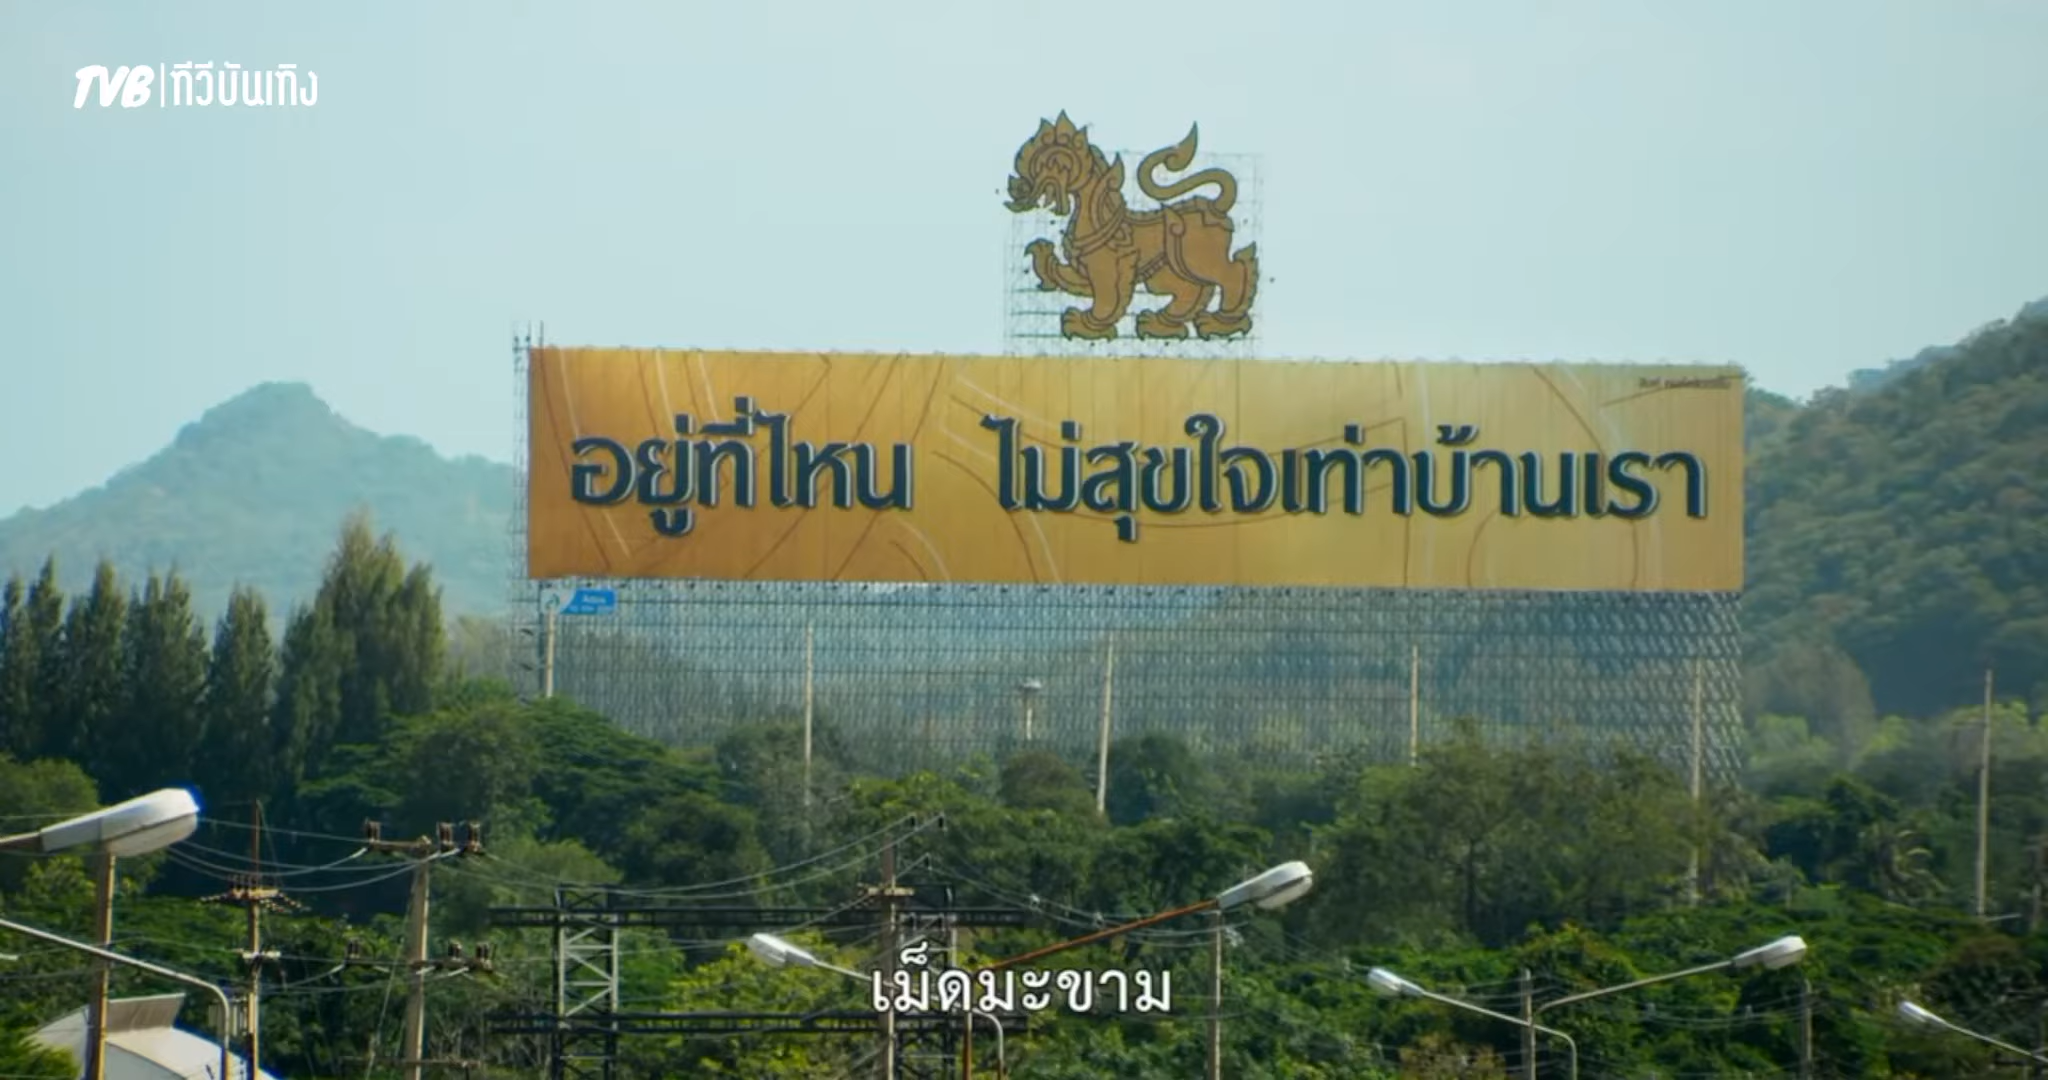 TVB|ทีวีบันเทิง
อยู่ที่ไหน ไม่สุขใจเท่าบ้านเรา
เม็ดมะขาม